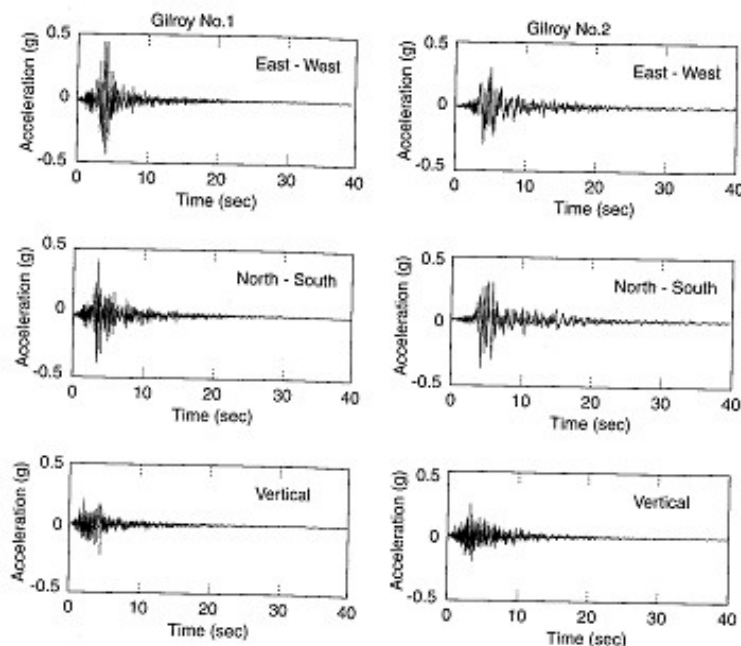 Gilroy No.1
0.5
0
-0.5
Acceleration (g)
East - West
0 10 20 30 40
Time (sec)
Gilroy No.2
0.5
0
-0.5
Acceleration (g)
East - West
0 10 20 30 40
Time (sec)
0.5
0
-0.5
Acceleration (g)
North - South
0 10 20 30 40
Time (sec)
0.5
0
-0.5
Acceleration (g)
North - South
0 10 20 30 40
Time (sec)
0.5
0
-0.5
Acceleration (g)
Vertical
0 10 20 30 40
Time (sec)
0.5
0
-0.5
Acceleration (g)
Vertical
0 10 20 30 40
Time (sec)